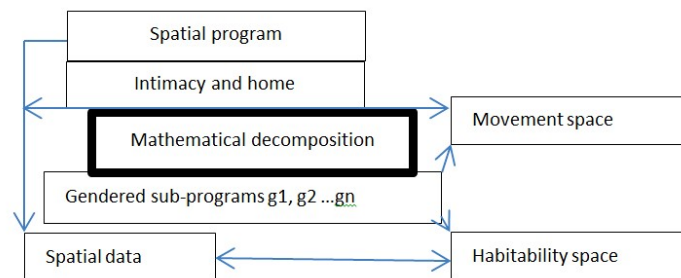 Spatial program
Intimacy and home
Movement space
Mathematical decomposition
Gendered sub-programs g1, g2 ...gn
Spatial data
Habitability space